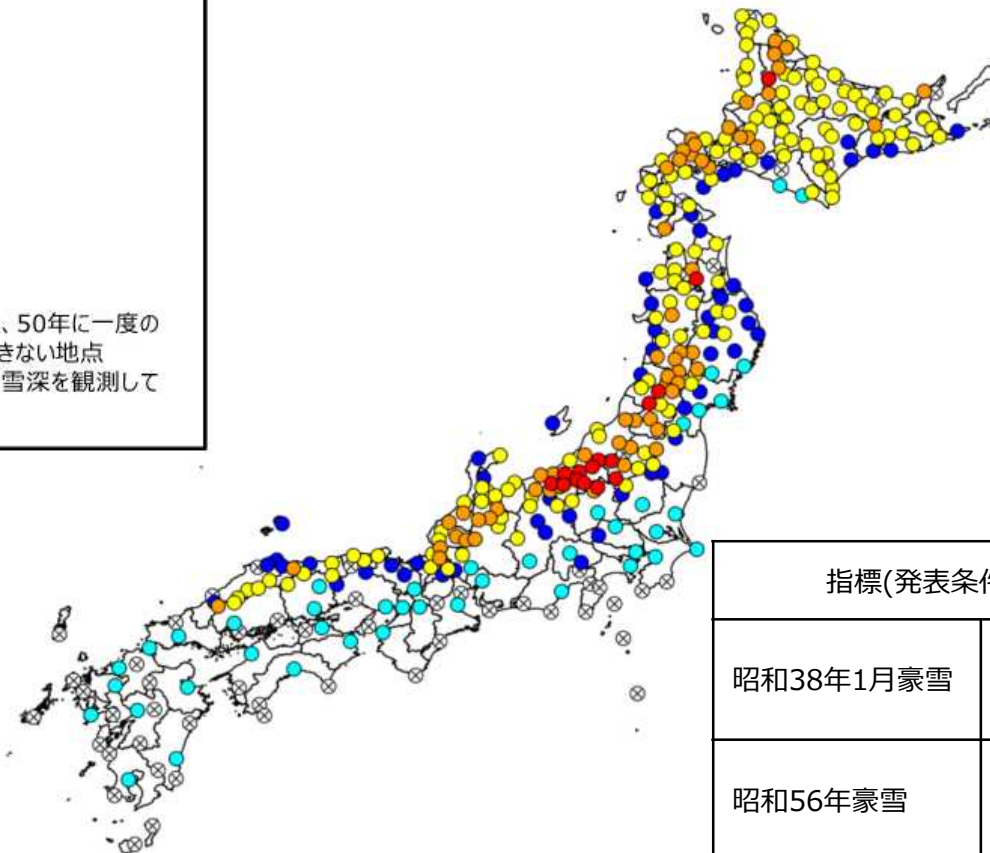 、50年に一度の
きない地点
雪深を観測して
指標(発表条件
昭和38年1月豪雪
昭和56年豪雪